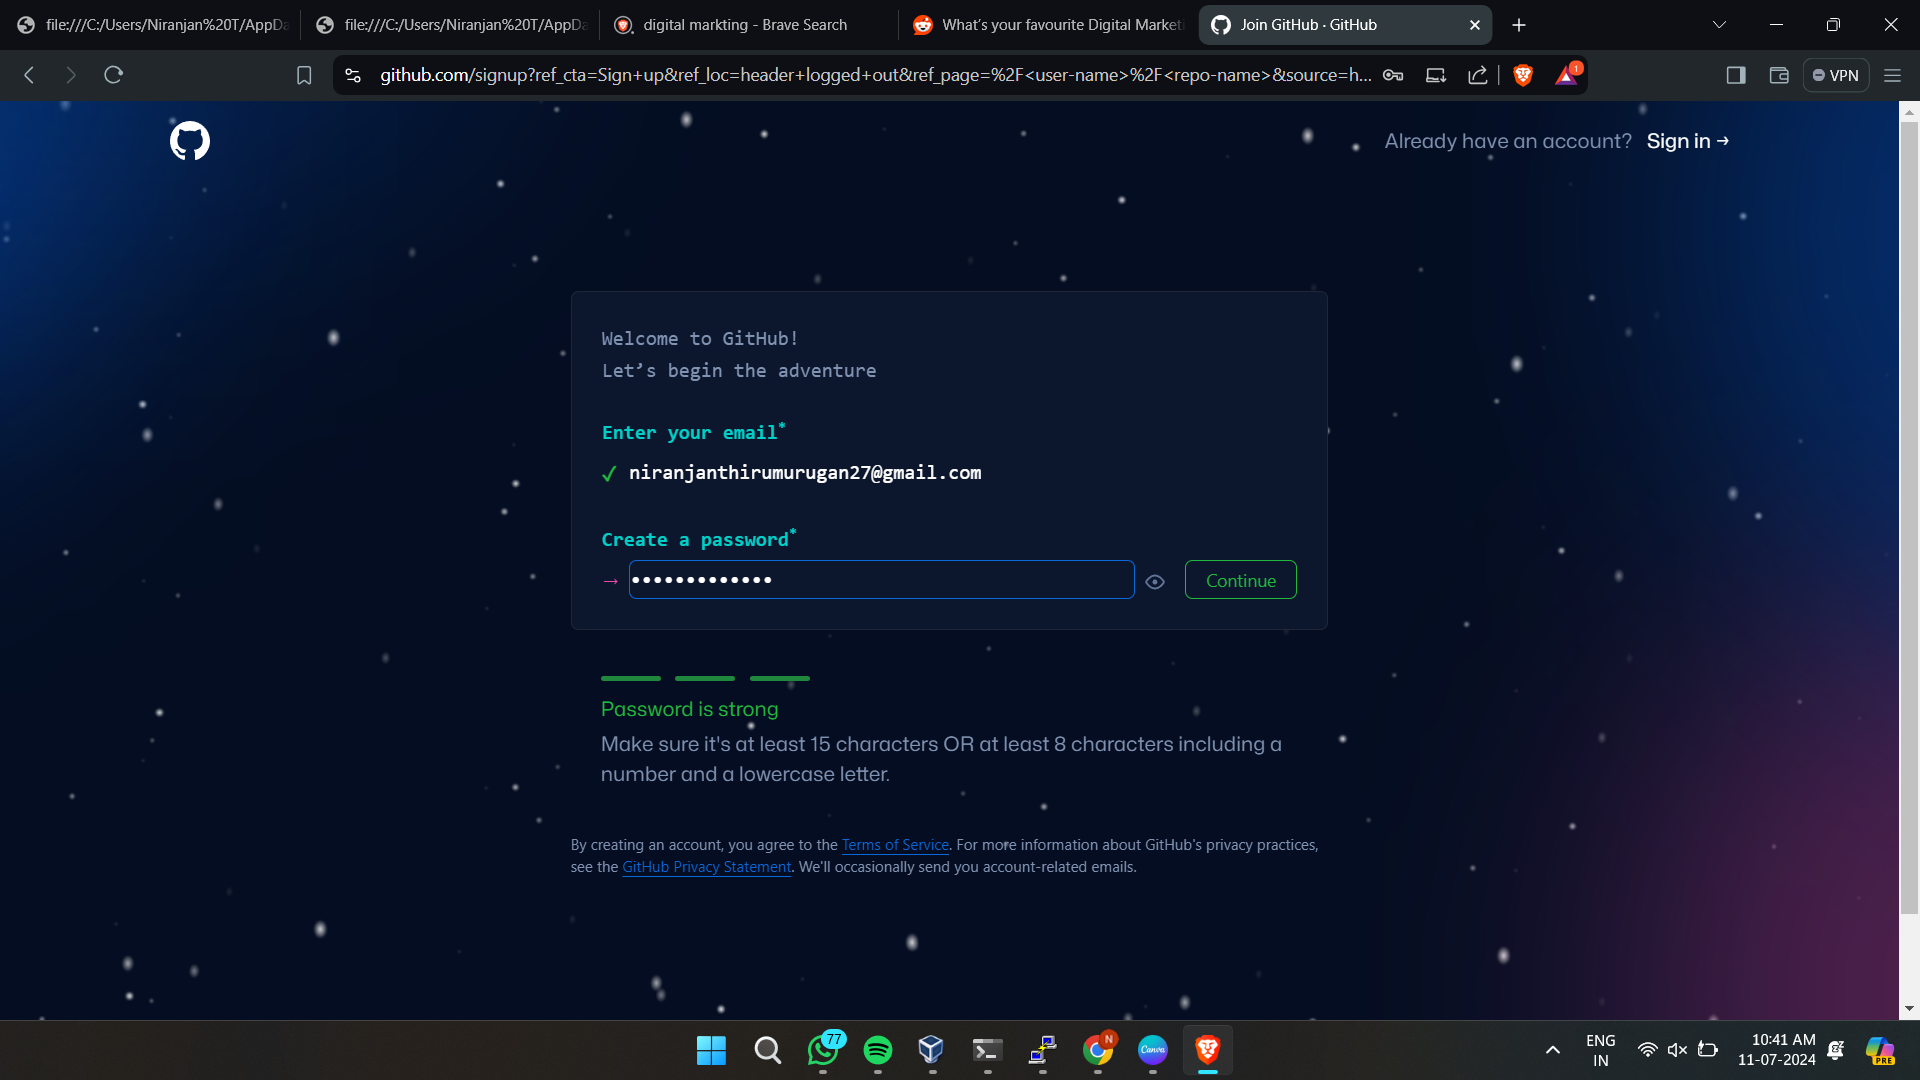 file:///C:/Users/Niranjan%20T/AppDa
file:///C:/Users/Niranjan%20T/AppDa
digital markting - Brave Search
What's your favourite Digital Market
Join GitHub · GitHub
github.com/signup?ref_cta=Sign+up&ref_loc=header+logged+out&ref_page=%2F<user-name>%2F<repo-name>&source=h...
1
VPN
Already have an account? Sign in →
Welcome to GitHub!
Let's begin the adventure
Enter your email*
✓ niranjanthirumurugan27@gmail.com
Create a password*
→ •••••••••••••
Continue
Password is strong
Make sure it's at least 15 characters OR at least 8 characters including a
number and a lowercase letter.
By creating an account, you agree to the Terms of Service. For more information about GitHub's privacy practices,
see the GitHub Privacy Statement. We'll occasionally send you account-related emails.
77
N
Canva
ENG
IN
10:41 AM
11-07-2024
PRE